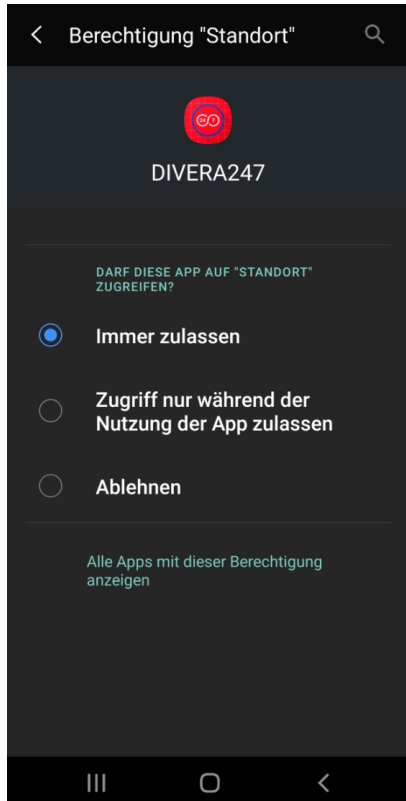 Berechtigung "Standort"
DIVERA247
DARF DIESE APP AUF "STANDORT"
ZUGREIFEN?
Immer zulassen
Zugriff nur während der
Nutzung der App zulassen
Ablehnen
Alle Apps mit dieser Berechtigung
anzeigen